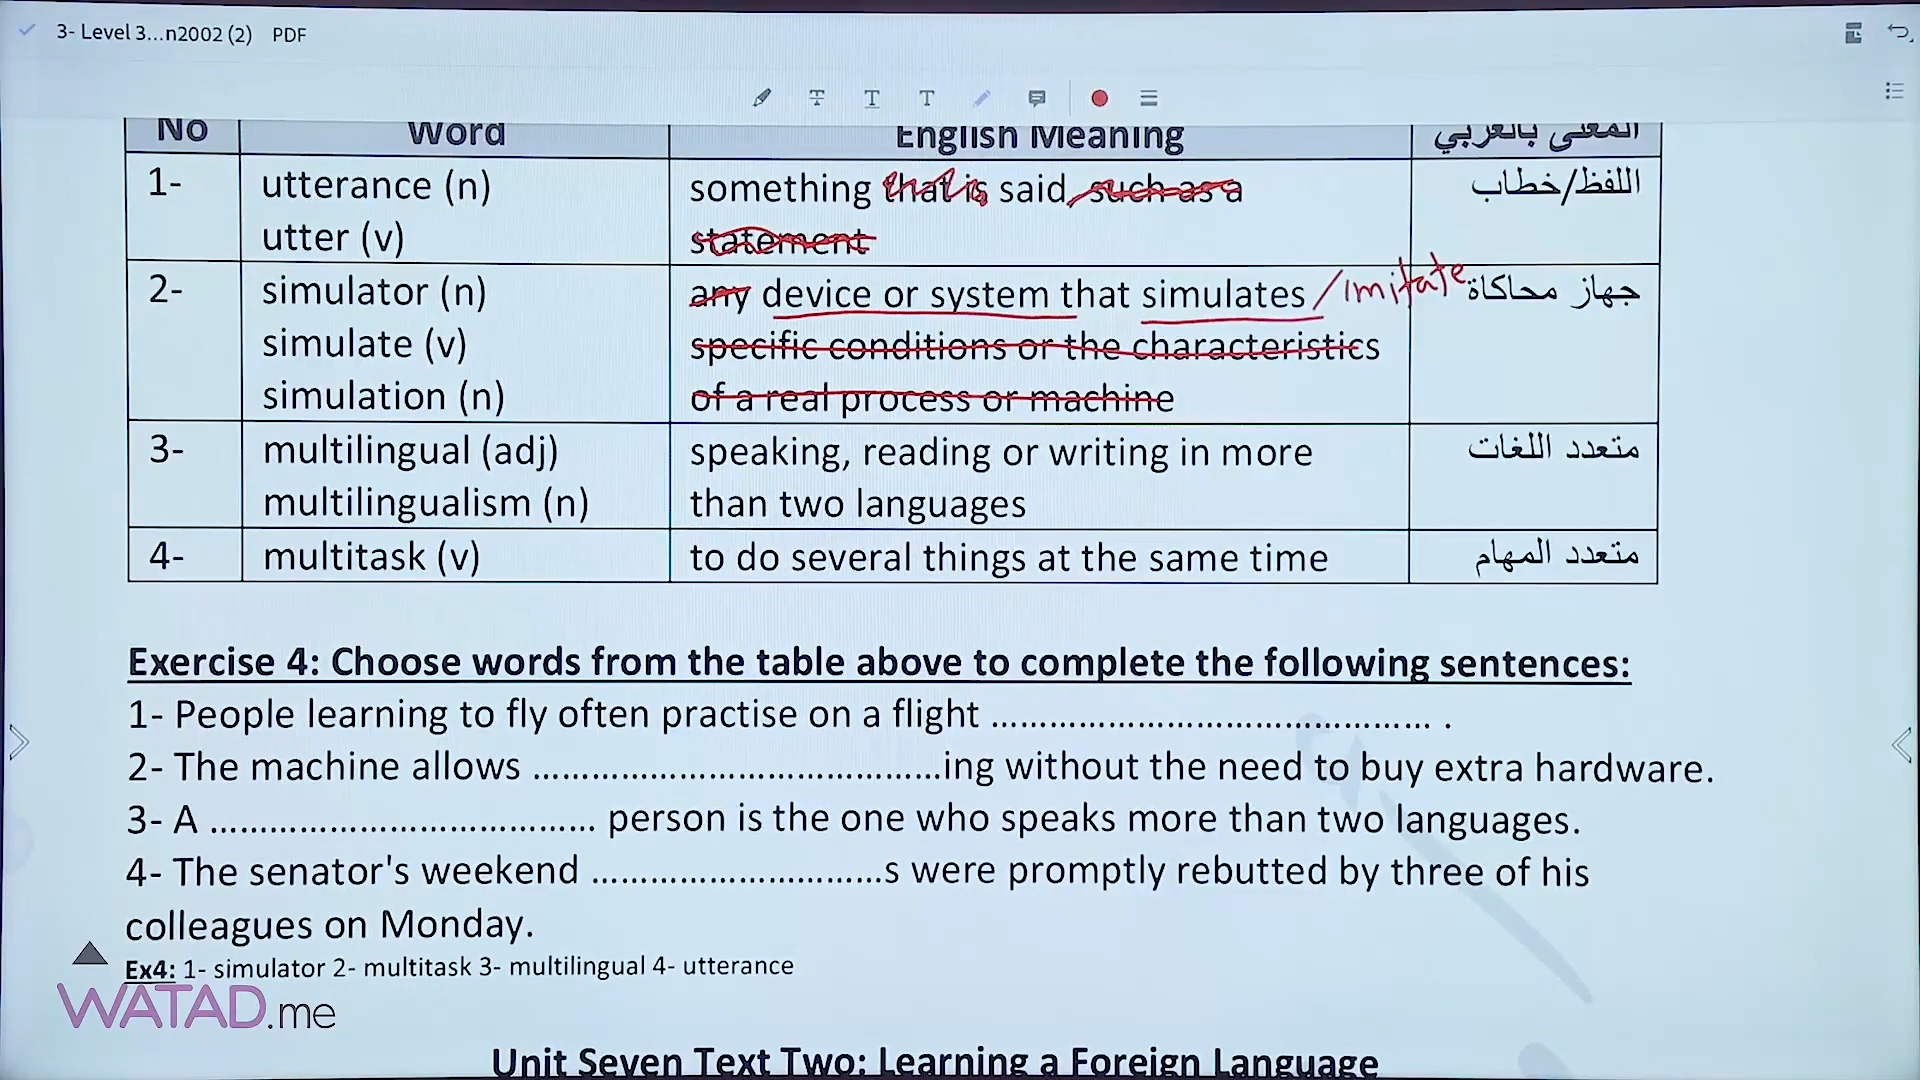 3- Level 3...n2002 (2) PDF
No Word English Meaning المعنى بالعربي
1- utterance (n) something that is said, such as a اللفظ/خطاب
utter (v) statement
2- simulator (n) any device or system that simulates /imitate جهاز محاكاة
simulate (v) specific conditions or the characteristics
simulation (n) of a real process or machine
3- multilingual (adj) speaking, reading or writing in more متعدد اللغات
multilingualism (n) than two languages
4- multitask (v) to do several things at the same time متعدد المهام
Exercise 4: Choose words from the table above to complete the following sentences:
1- People learning to fly often practise on a flight ……………………………………… .
2- The machine allows ……………………………………ing without the need to buy extra hardware.
3- A ………………………………… person is the one who speaks more than two languages.
4- The senator's weekend …………………………s were promptly rebutted by three of his
colleagues on Monday.
Ex4: 1- simulator 2- multitask 3- multilingual 4- utterance
WATAD.me
Unit Seven Text Two: Learning a Foreign Language